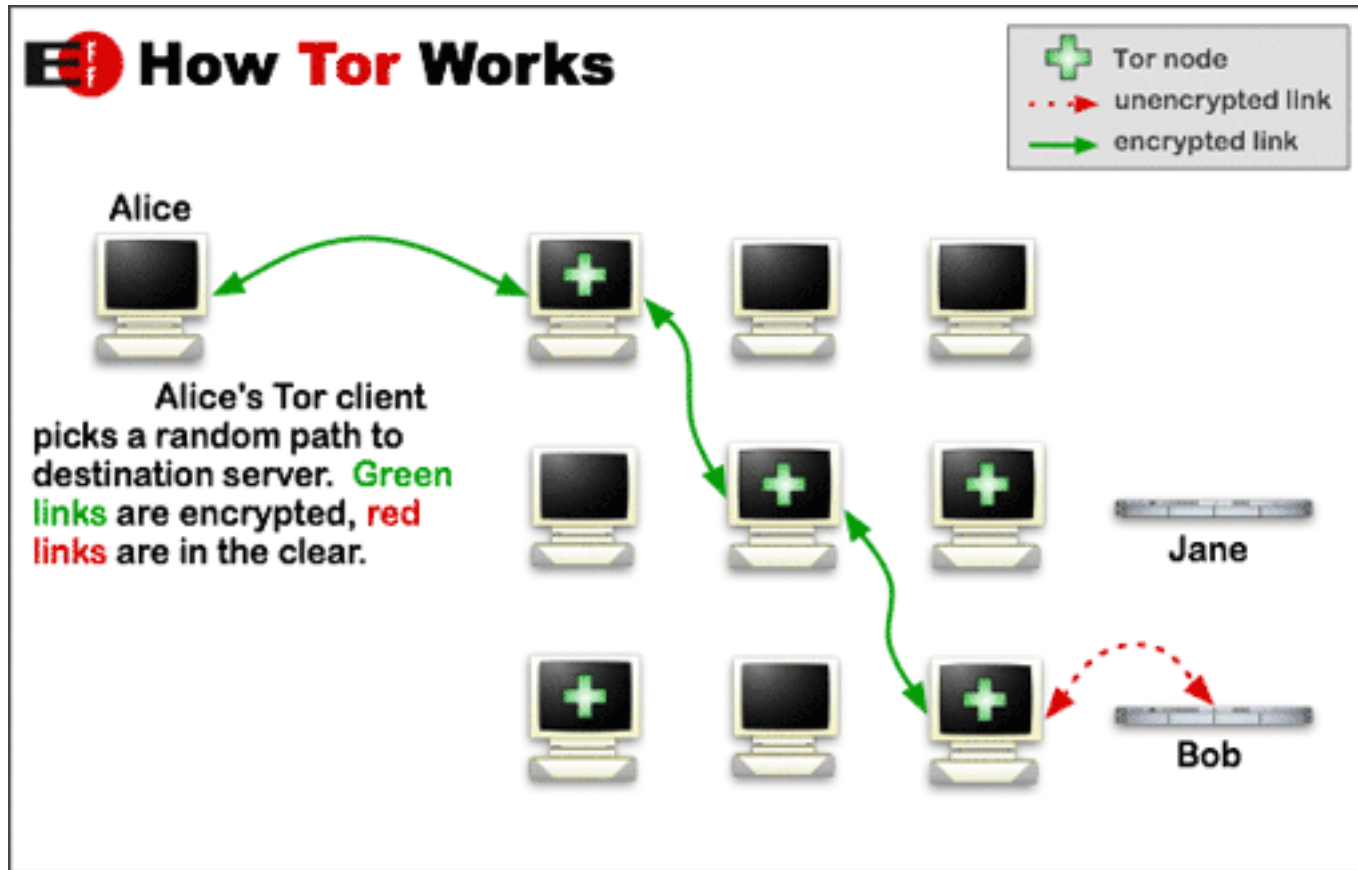 EFF How Tor Works
Tor node
unencrypted link
encrypted link
Alice
Alice's Tor client
picks a random path to
destination server. Green
links are encrypted, red
links are in the clear.
Jane
Bob